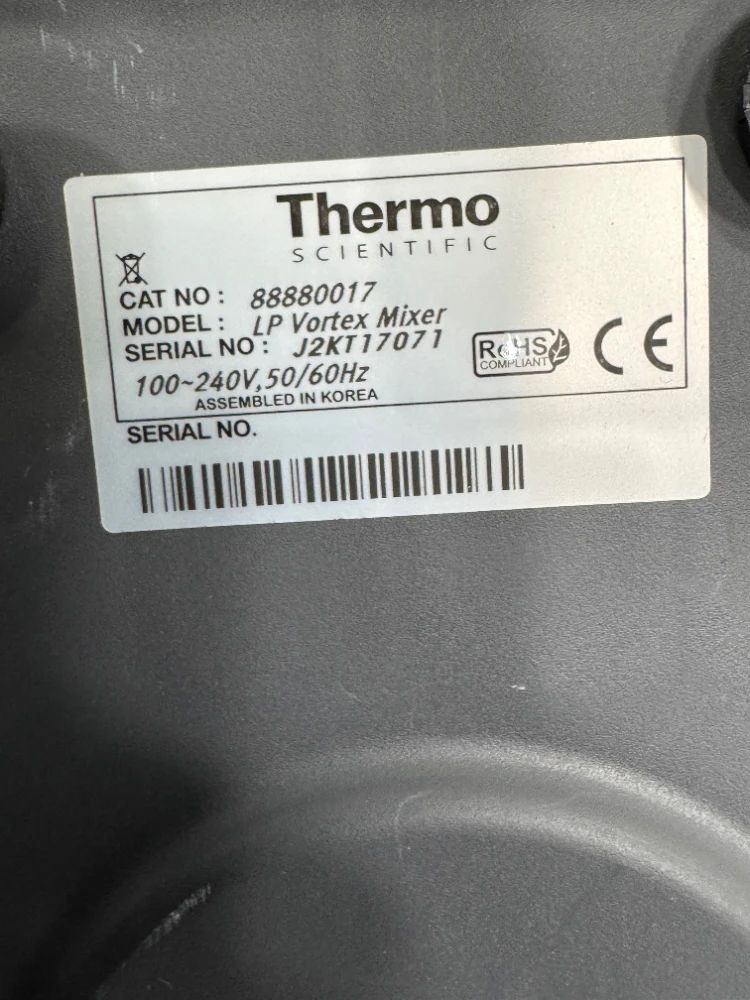 Thermo
SCIENTIFIC
CAT NO : 88880017
MODEL : LP Vortex Mixer
SERIAL NO : J2KT17071
RoHS
COMPLIANT
CE
100~240V,50/60Hz
ASSEMBLED IN KOREA
SERIAL NO.